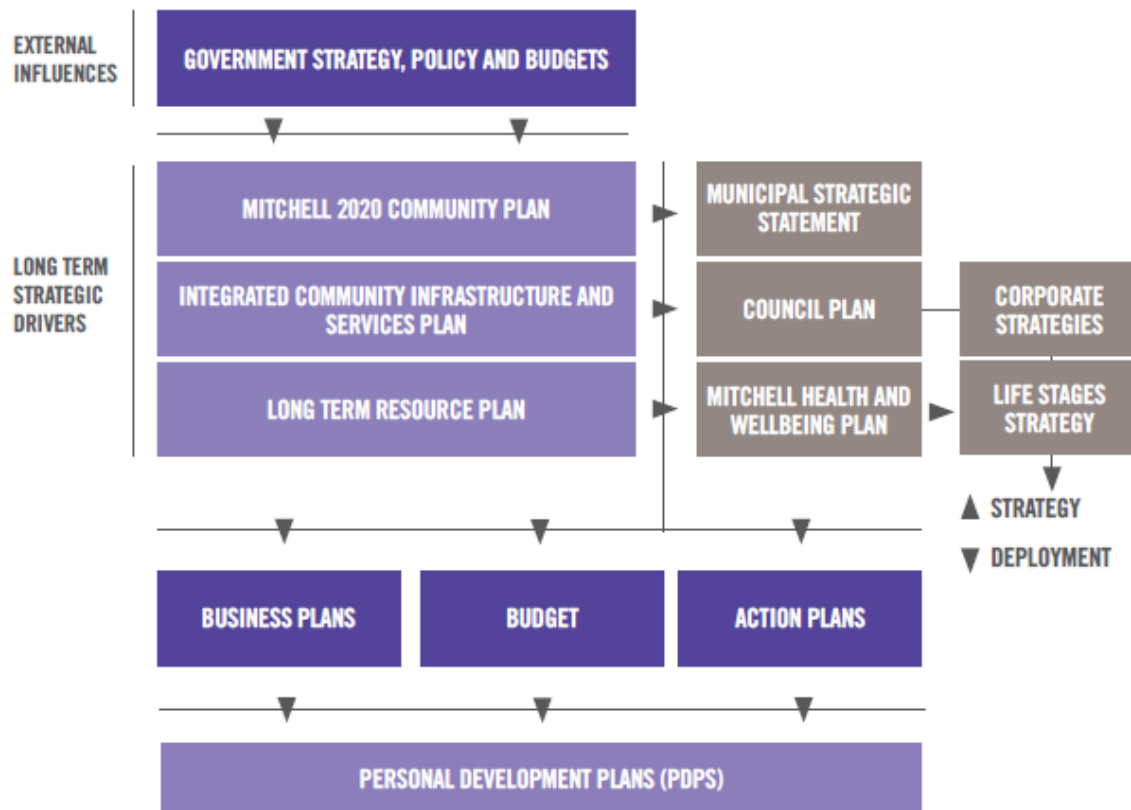 EXTERNAL
INFLUENCES
GOVERNMENT STRATEGY, POLICY AND BUDGETS
LONG TERM
STRATEGIC
DRIVERS
MITCHELL 2020 COMMUNITY PLAN
MUNICIPAL STRATEGIC
STATEMENT
INTEGRATED COMMUNITY INFRASTRUCTURE AND
SERVICES PLAN
COUNCIL PLAN
CORPORATE
STRATEGIES
LONG TERM RESOURCE PLAN
MITCHELL HEALTH AND
WELLBEING PLAN
LIFE STAGES
STRATEGY
STRATEGY
DEPLOYMENT
BUSINESS PLANS
BUDGET
ACTION PLANS
PERSONAL DEVELOPMENT PLANS (PDPS)